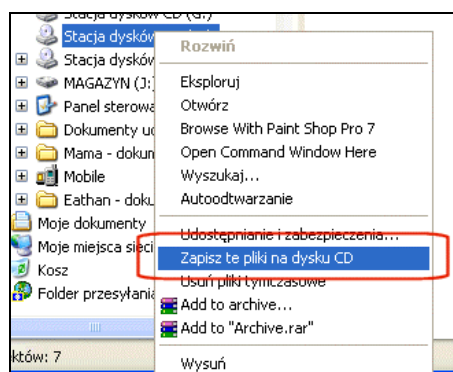 Stacja dysków CD (G:)
Stacja dysków
Stacja dysków
MAGAZYN (J:)
Panel sterowa
Dokumenty uc
Mama - dokun
Mobile
Eathan - doku
Moje dokumenty
Moje miejsca sieci
Kosz
Folder przesyłania
któw: 7
Rozwiń
Eksploruj
Otwórz
Browse With Paint Shop Pro 7
Open Command Window Here
Wyszukaj...
Autoodtwarzanie
Udostępnianie i zabezpieczenia...
Zapisz te pliki na dysku CD
Usuń pliki tymczasowe
Add to archive...
Add to "Archive.rar"
Wysuń